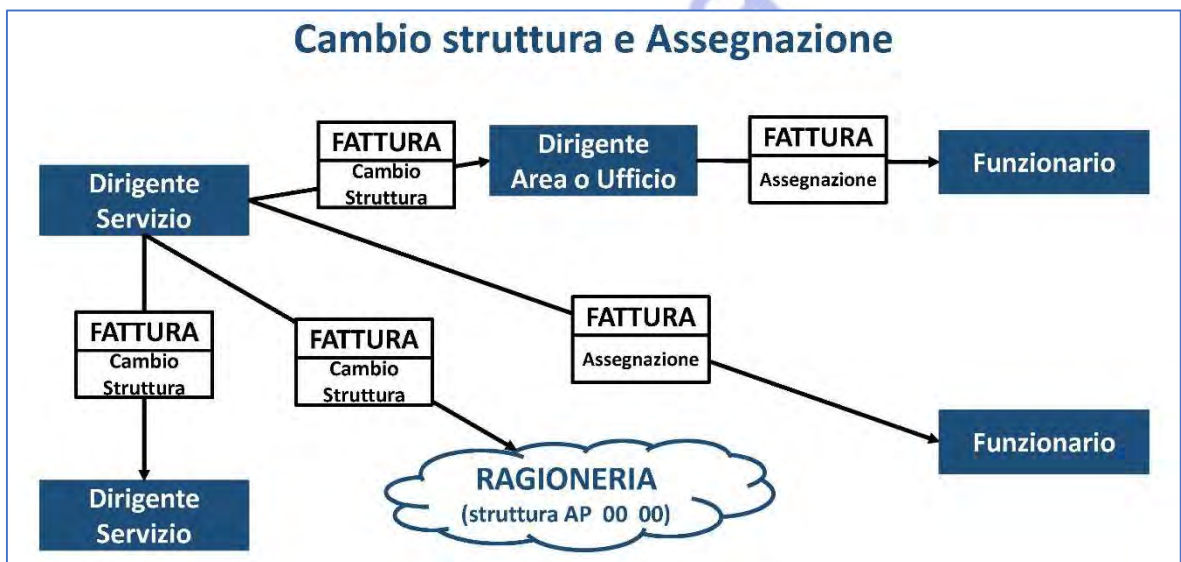 Cambio struttura e Assegnazione
FATTURA
Cambio
Struttura
Dirigente
Area o Ufficio
FATTURA
Assegnazione
Funzionario
Dirigente
Servizio
FATTURA
Cambio
Struttura
FATTURA
Cambio
Struttura
FATTURA
Assegnazione
Funzionario
Dirigente
Servizio
RAGIONERIA
(struttura AP 00 00)